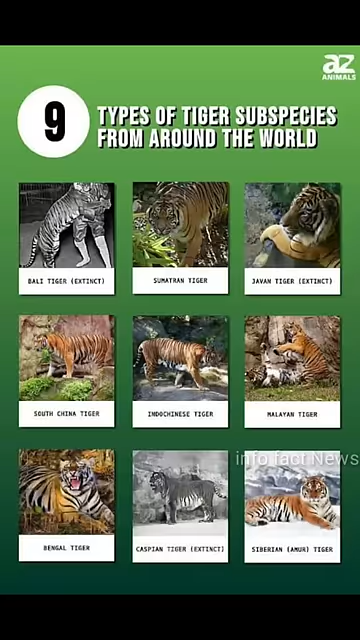 az
ANIMALS
9
TYPES OF TIGER SUBSPECIES
FROM AROUND THE WORLD
BALI TIGER (EXTINCT)
SUMATRAN TIGER
JAVAN TIGER (EXTINCT)
SOUTH CHINA TIGER
INDOCHINESE TIGER
MALAYAN TIGER
info fact News
BENGAL TIGER
CASPIAN TIGER (EXTINCT)
SIBERIAN (AMUR) TIGER